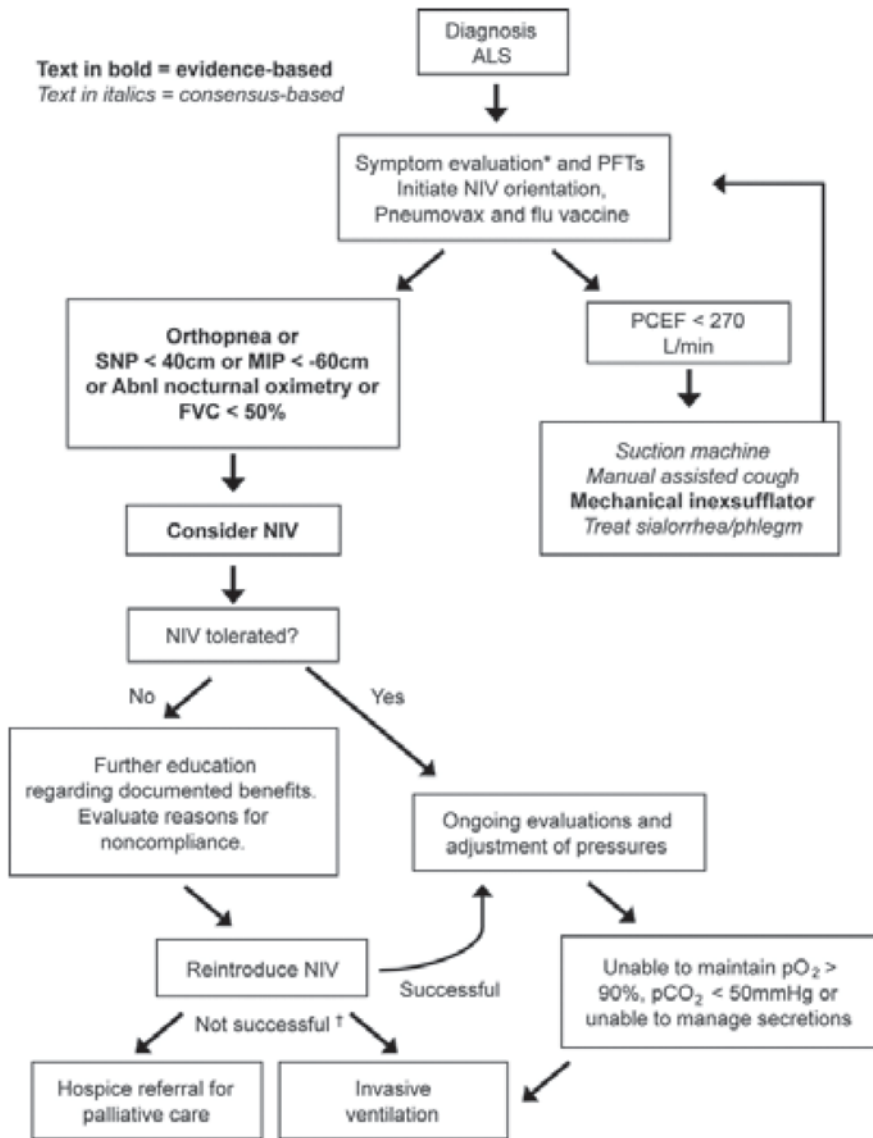 Diagnosis
ALS
Text in bold = evidence-based
Text in italics = consensus-based
Symptom evaluation* and PFTs
Initiate NIV orientation,
Pneumovax and flu vaccine
Orthopnea or
SNP < 40cm or MIP < -60cm
or Abnl nocturnal oximetry or
FVC < 50%
PCEF < 270
L/min
Suction machine
Manual assisted cough
Mechanical inexsufflator
Treat sialorrhea/phlegm
Consider NIV
NIV tolerated?
No
Yes
Further education
regarding documented benefits.
Evaluate reasons for
noncompliance.
Ongoing evaluations and
adjustment of pressures
Reintroduce NIV
Successful
Unable to maintain pO₂ >
90%, pCO₂ < 50mmHg or
unable to manage secretions
Not successful †
Hospice referral for
palliative care
Invasive
ventilation